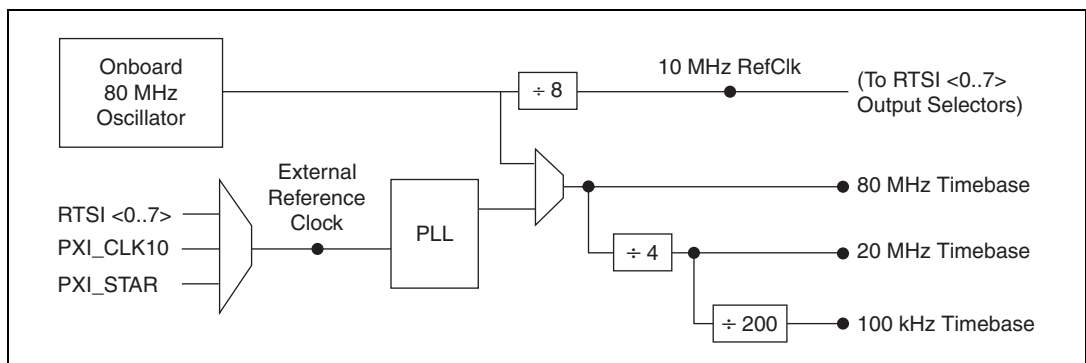 Onboard
80 MHz
Oscillator
÷ 8
10 MHz RefClk
(To RTSI <0..7>
Output Selectors)
External
Reference
Clock
RTSI <0..7>
PXI_CLK10
PXI_STAR
PLL
80 MHz Timebase
÷ 4
20 MHz Timebase
÷ 200
100 kHz Timebase